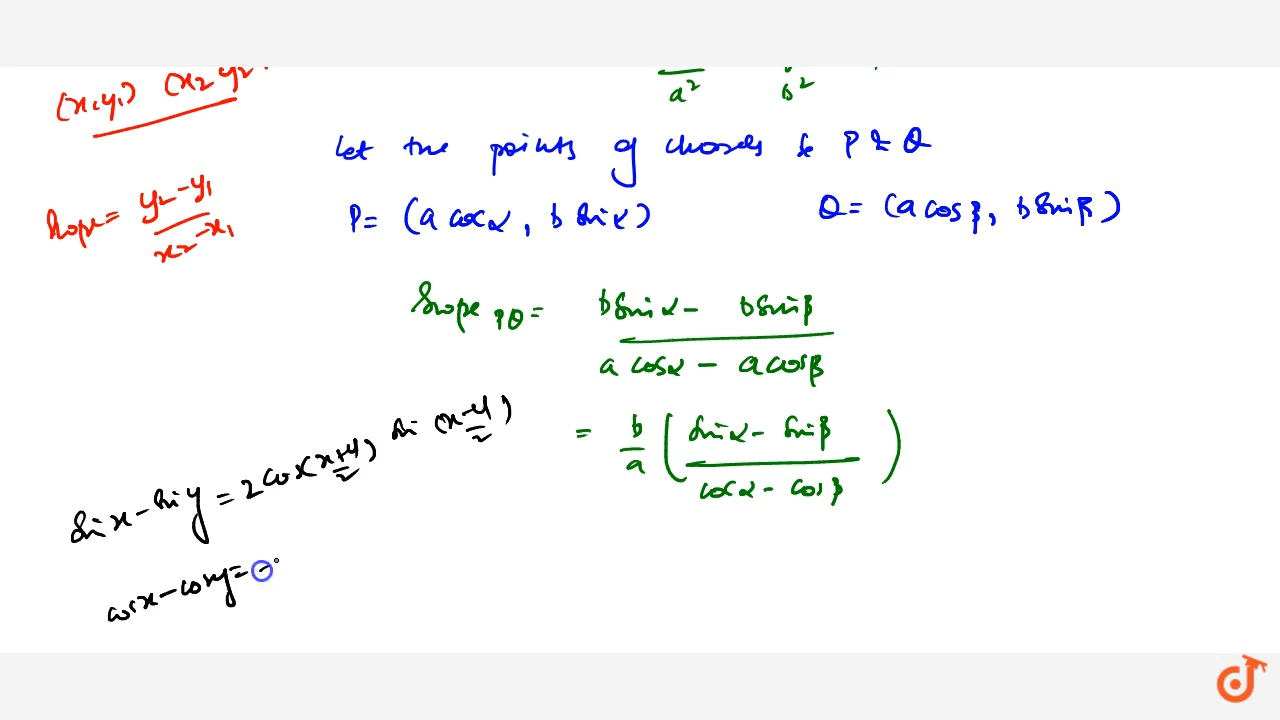 (x₁y₁) (x₂ y₂
a² b²
Let the points of chords be P & Q
Slope = y₂-y₁ / x₂-x₁
P = (a cosα, b sinα) Q = (a cosβ, b sinβ)
Slope PQ = b sinα - b sinβ / a cosα - a cosβ
= b/a ( sinα - sinβ / cosα - cosβ )
sin x - sin y = 2 cos(x+y/2) sin (x-y/2)
cos x - cos y = -